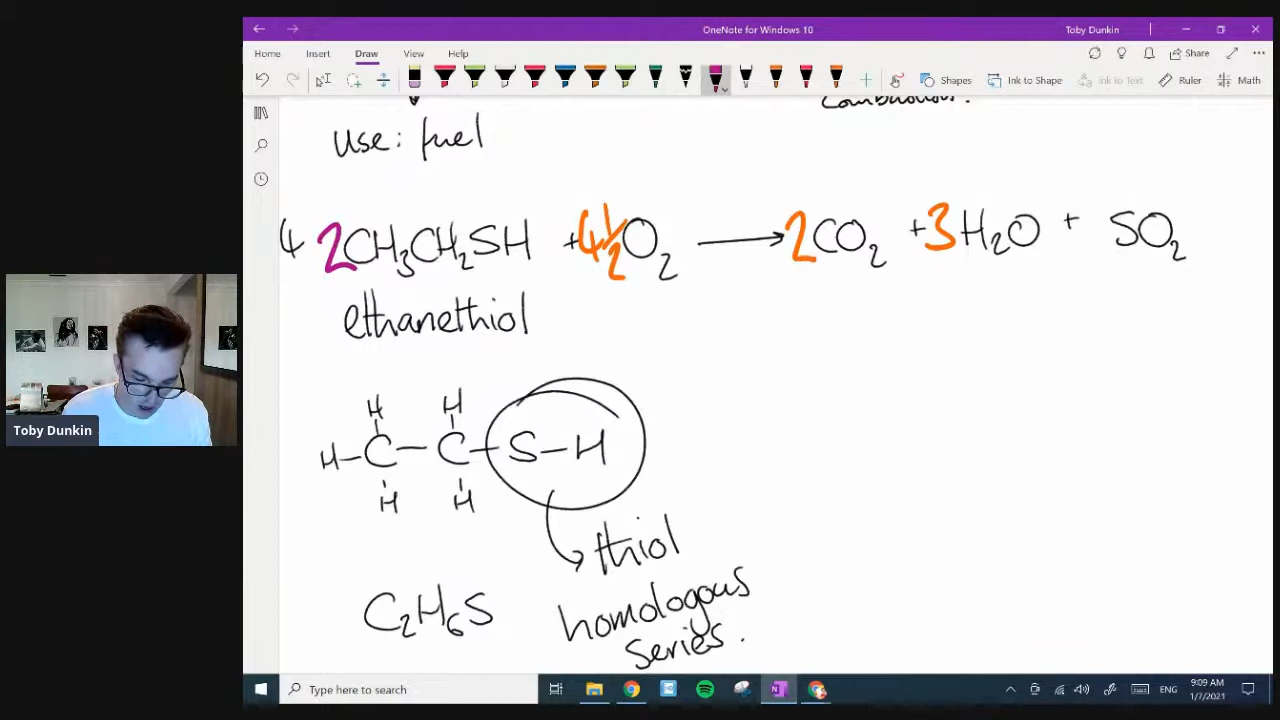 OneNote for Windows 10
Toby Dunkin
Home Insert Draw View Help
Share
Shapes Ink to Shape Ink to Text Ruler Math
Use: fuel
4 2CH₃CH₂SH +4½O₂ → 2CO₂ +3H₂O + SO₂
ethanethiol
H H
H-C-C-S-H
H H
thiol
C₂H₆S homologous
series.
Toby Dunkin
Type here to search
ENG
9:09 AM
1/7/2021